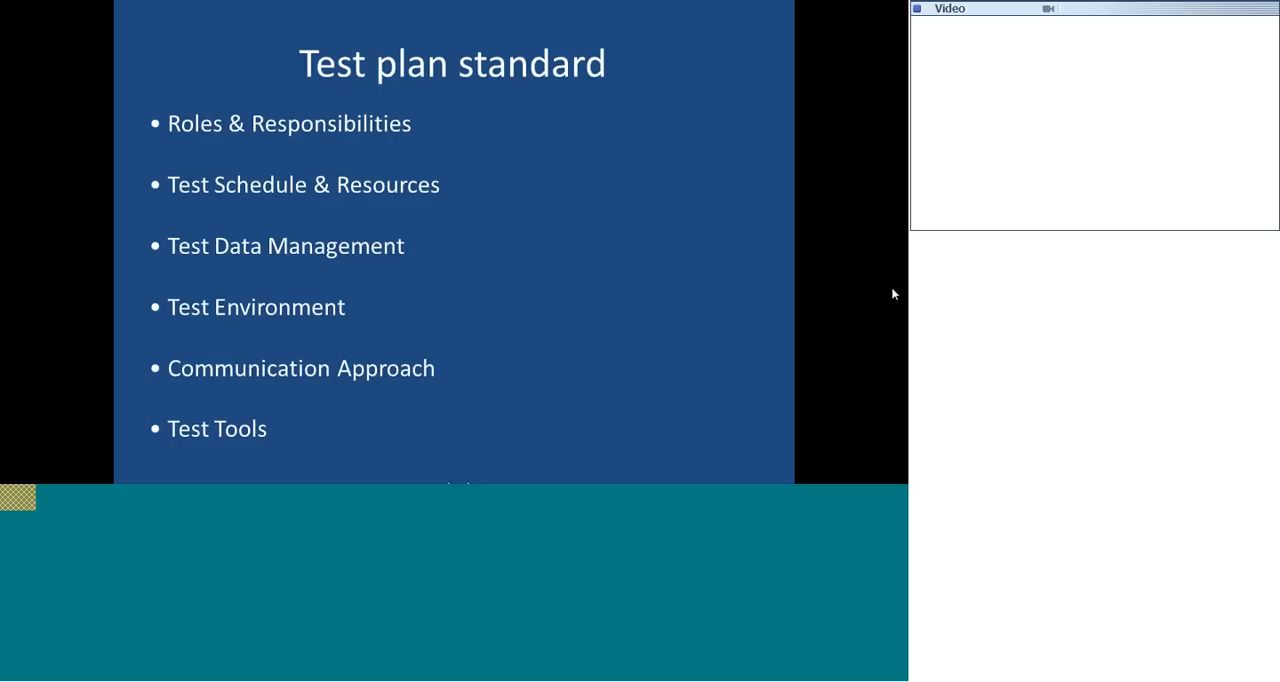 Test plan standard
• Roles & Responsibilities
• Test Schedule & Resources
• Test Data Management
• Test Environment
• Communication Approach
• Test Tools
Video